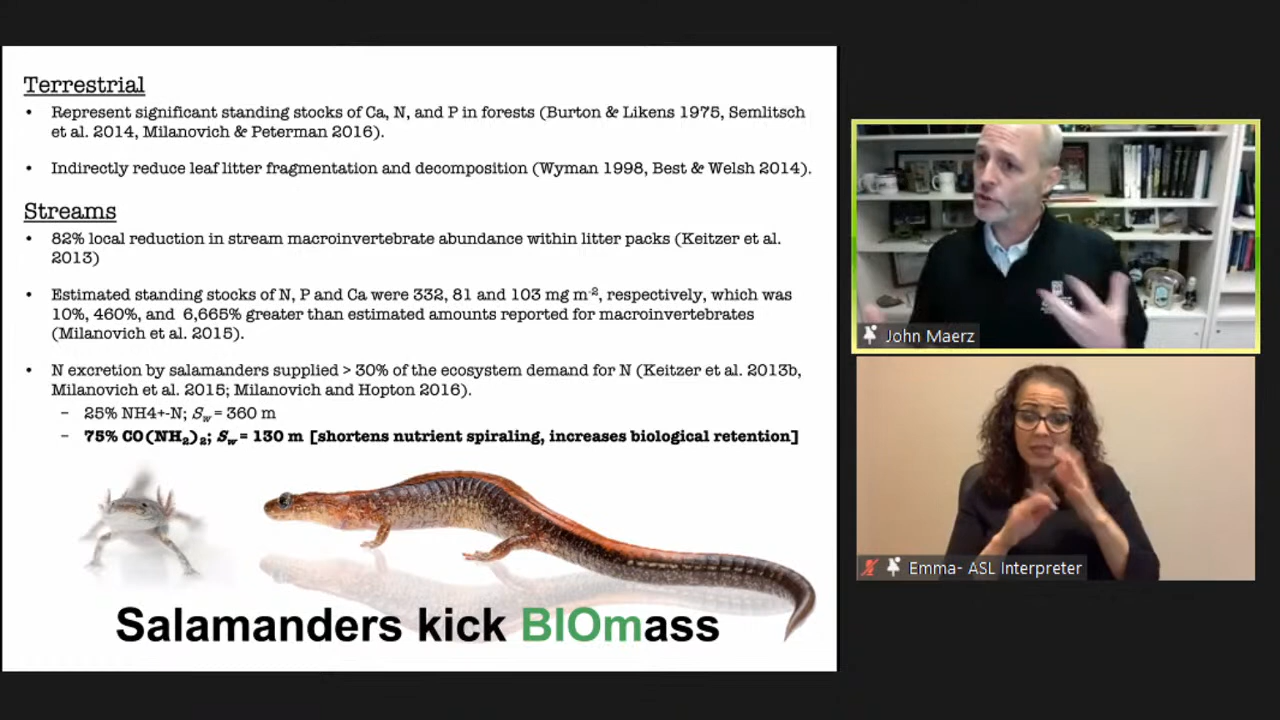 Terrestrial
• Represent significant standing stocks of Ca, N, and P in forests (Burton & Likens 1975, Semlitsch
et al. 2014, Milanovich & Peterman 2016).
• Indirectly reduce leaf litter fragmentation and decomposition (Wyman 1998, Best & Welsh 2014).
Streams
• 82% local reduction in stream macroinvertebrate abundance within litter packs (Keitzer et al.
2013)
• Estimated standing stocks of N, P and Ca were 332, 81 and 103 mg m⁻², respectively, which was
10%, 460%, and 6,665% greater than estimated amounts reported for macroinvertebrates
(Milanovich et al. 2015).
• N excretion by salamanders supplied > 30% of the ecosystem demand for N (Keitzer et al. 2013b,
Milanovich et al. 2015; Milanovich and Hopton 2016).
– 25% NH4+-N; Sw = 360 m
– 75% CO(NH₂)₂; Sw = 130 m [shortens nutrient spiraling, increases biological retention]
Salamanders kick BIOmass
John Maerz
Emma- ASL Interpreter